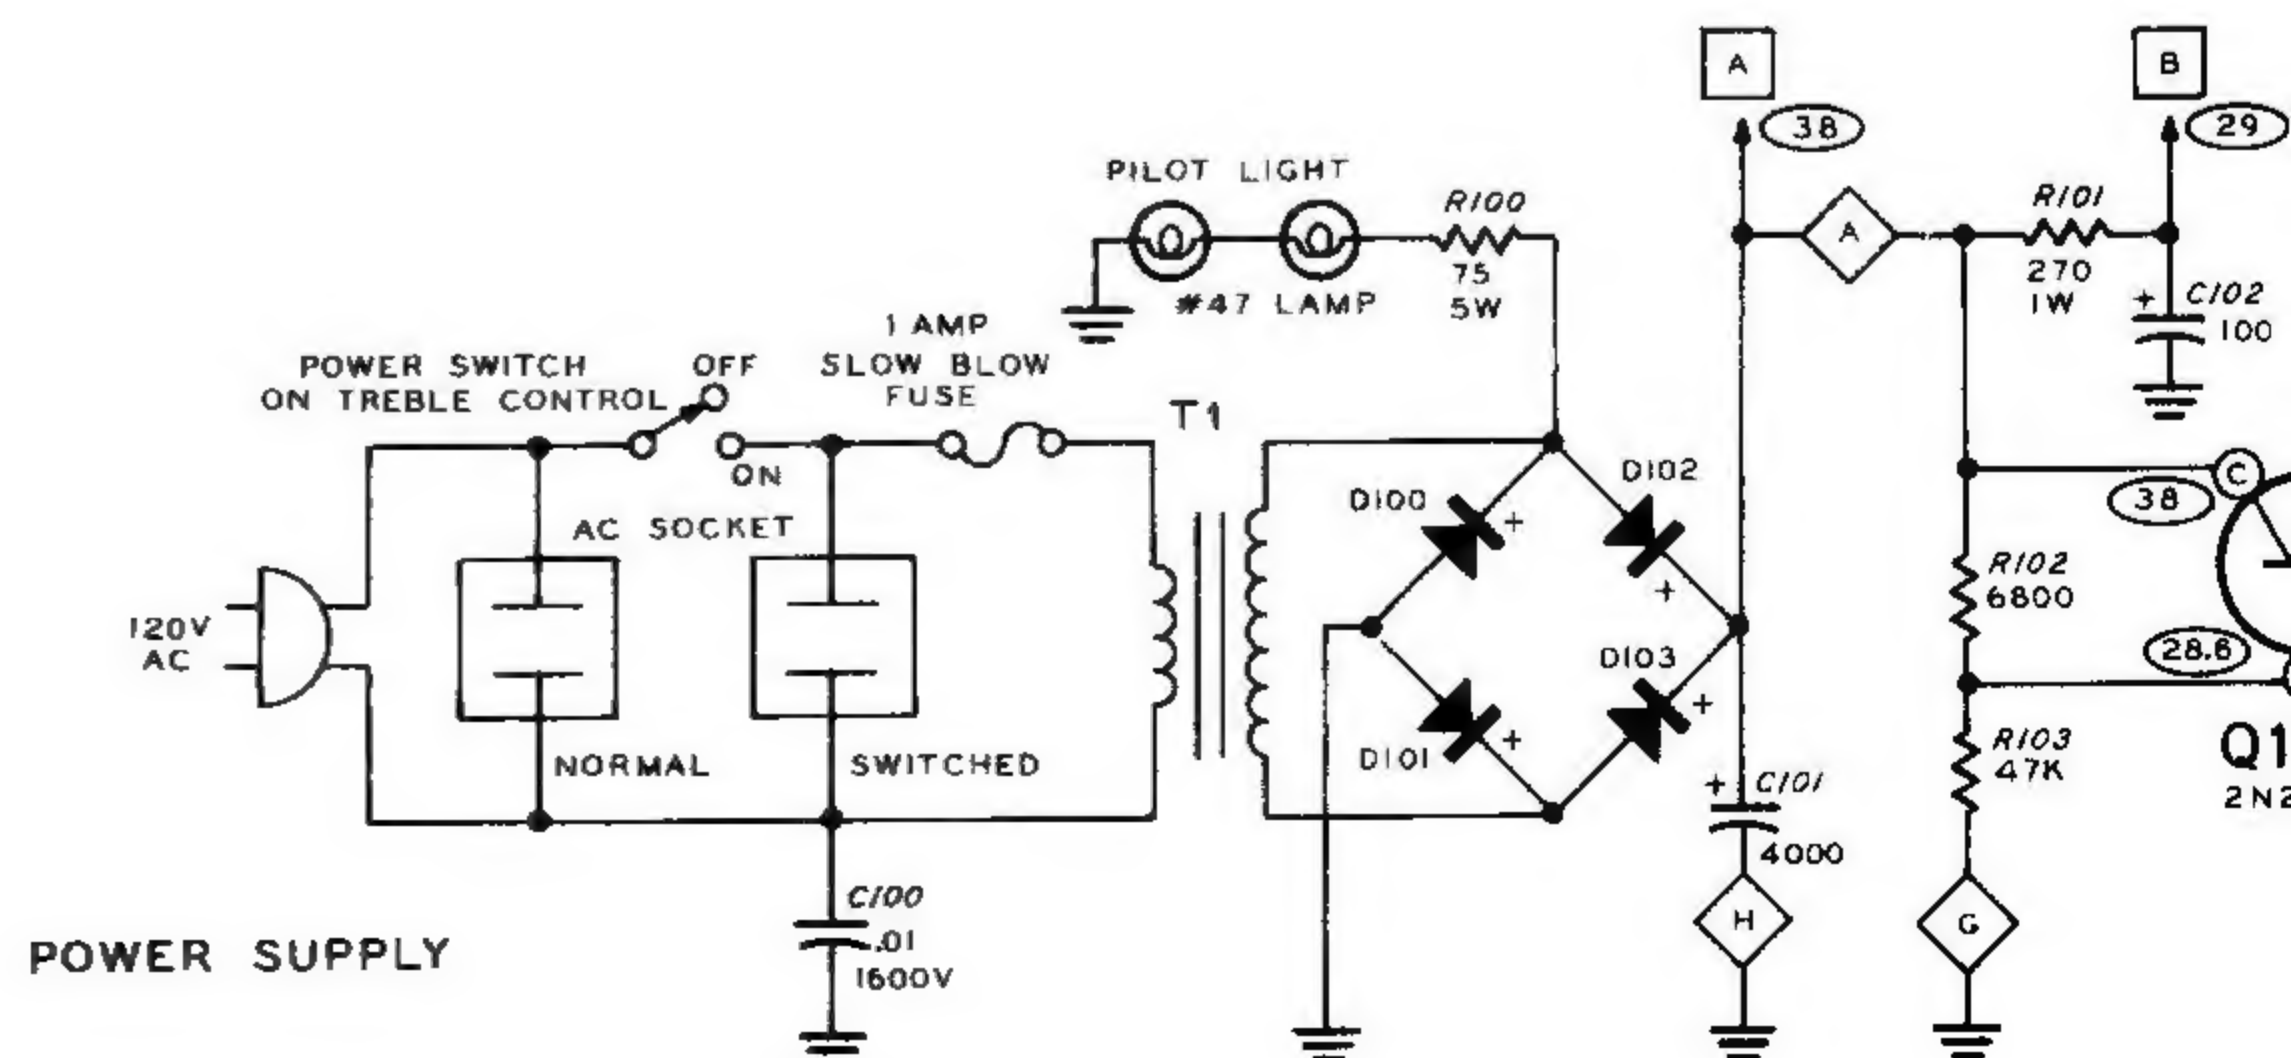 A
B
38
29
PILOT LIGHT
R100
75
5W
#47 LAMP
A
R101
270
1W
+
C102
100
1 AMP
SLOW BLOW
FUSE
POWER SWITCH
ON TREBLE CONTROL
OFF
ON
T1
D100
+
D102
+
C
38
AC SOCKET
R102
6800
120V
AC
D103
+
28.8
D101
+
NORMAL
SWITCHED
R103
47K
Q1
2N2
+
C101
4000
H
G
C100
.01
1600V
POWER SUPPLY